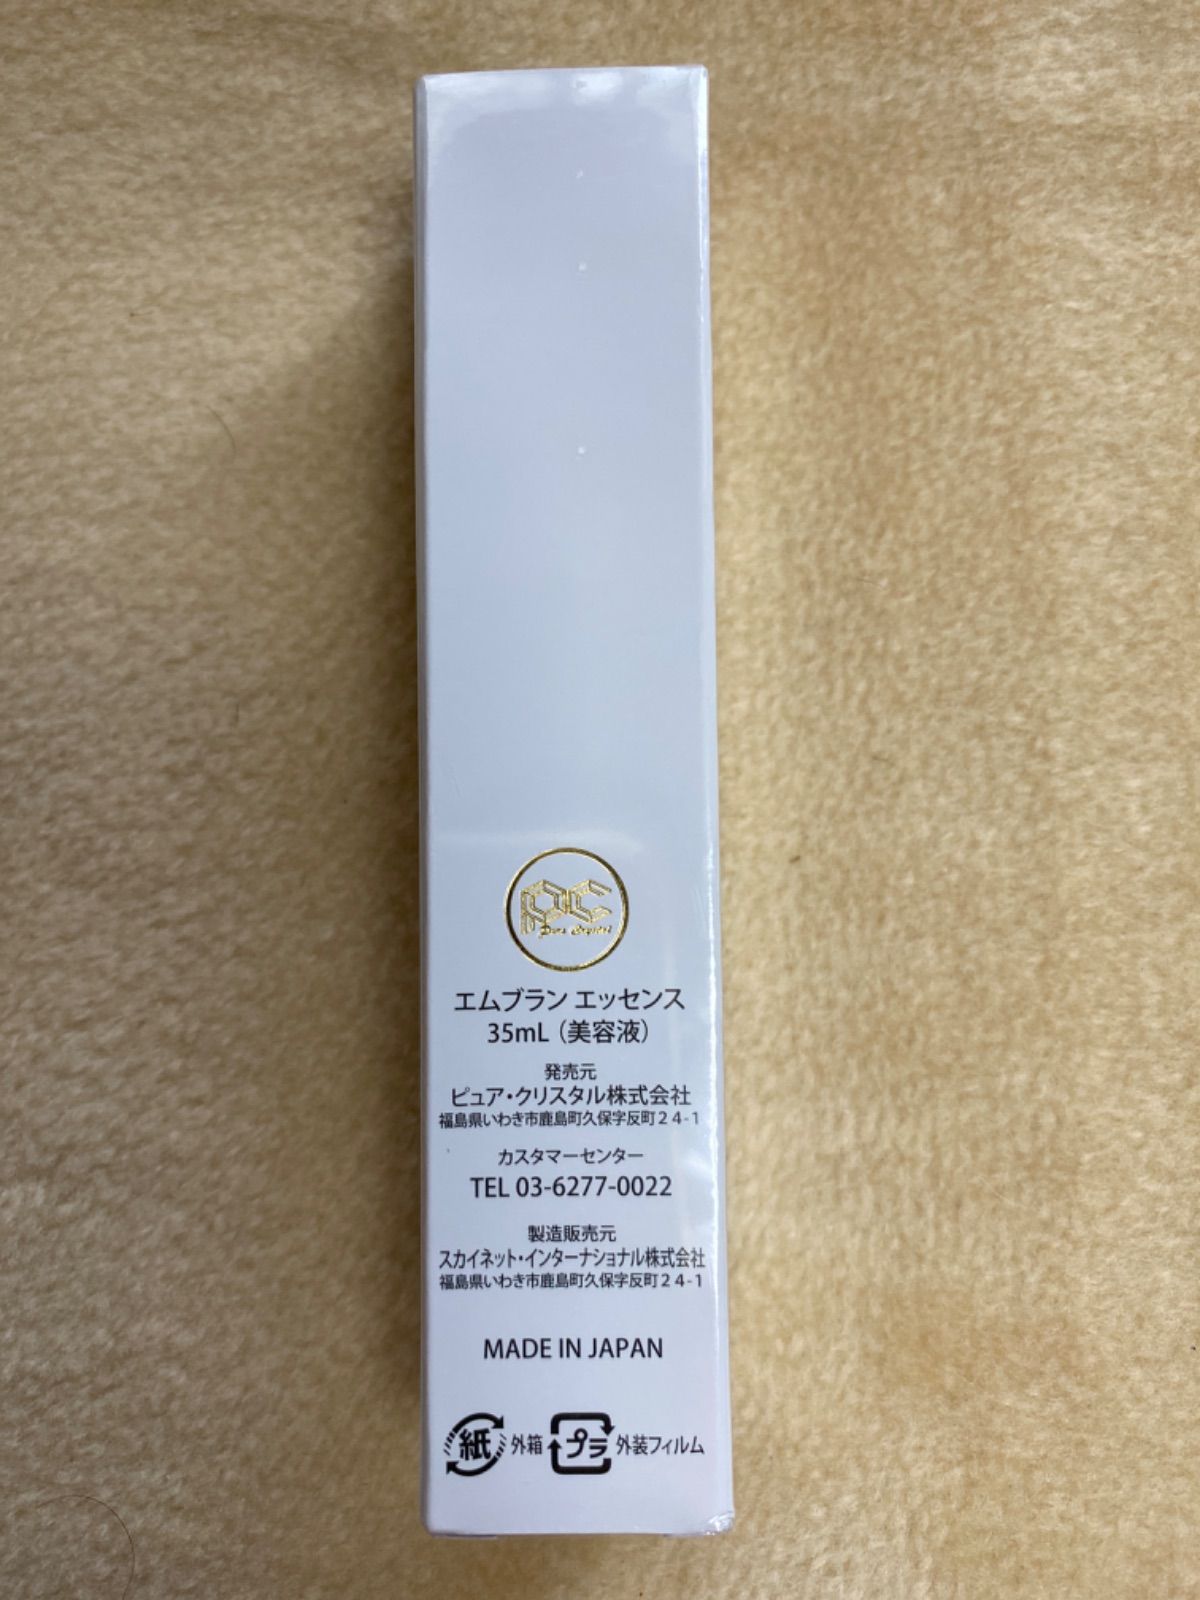 PC
Pure Crystal
エムブラン エッセンス
35mL（美容液）
発売元
ピュア・クリスタル株式会社
福島県いわき市鹿島町久保字反町２４-１
カスタマーセンター
TEL 03-6277-0022
製造販売元
スカイネット・インターナショナル株式会社
福島県いわき市鹿島町久保字反町２４-１
MADE IN JAPAN
紙 外箱 プラ 外装フィルム